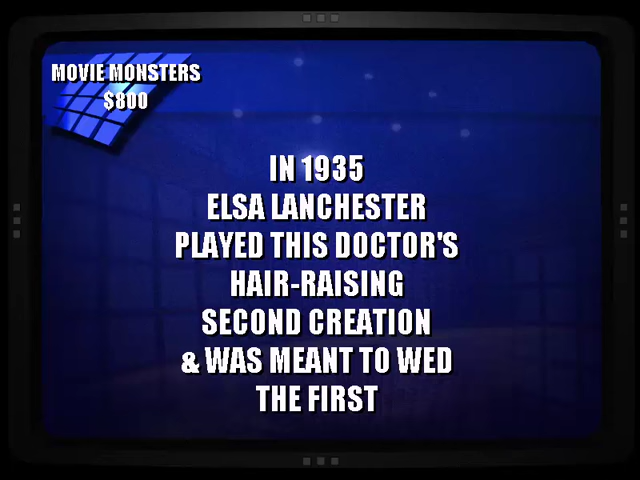 MOVIE MONSTERS
$800
IN 1935
ELSA LANCHESTER
PLAYED THIS DOCTOR'S
HAIR-RAISING
SECOND CREATION
& WAS MEANT TO WED
THE FIRST